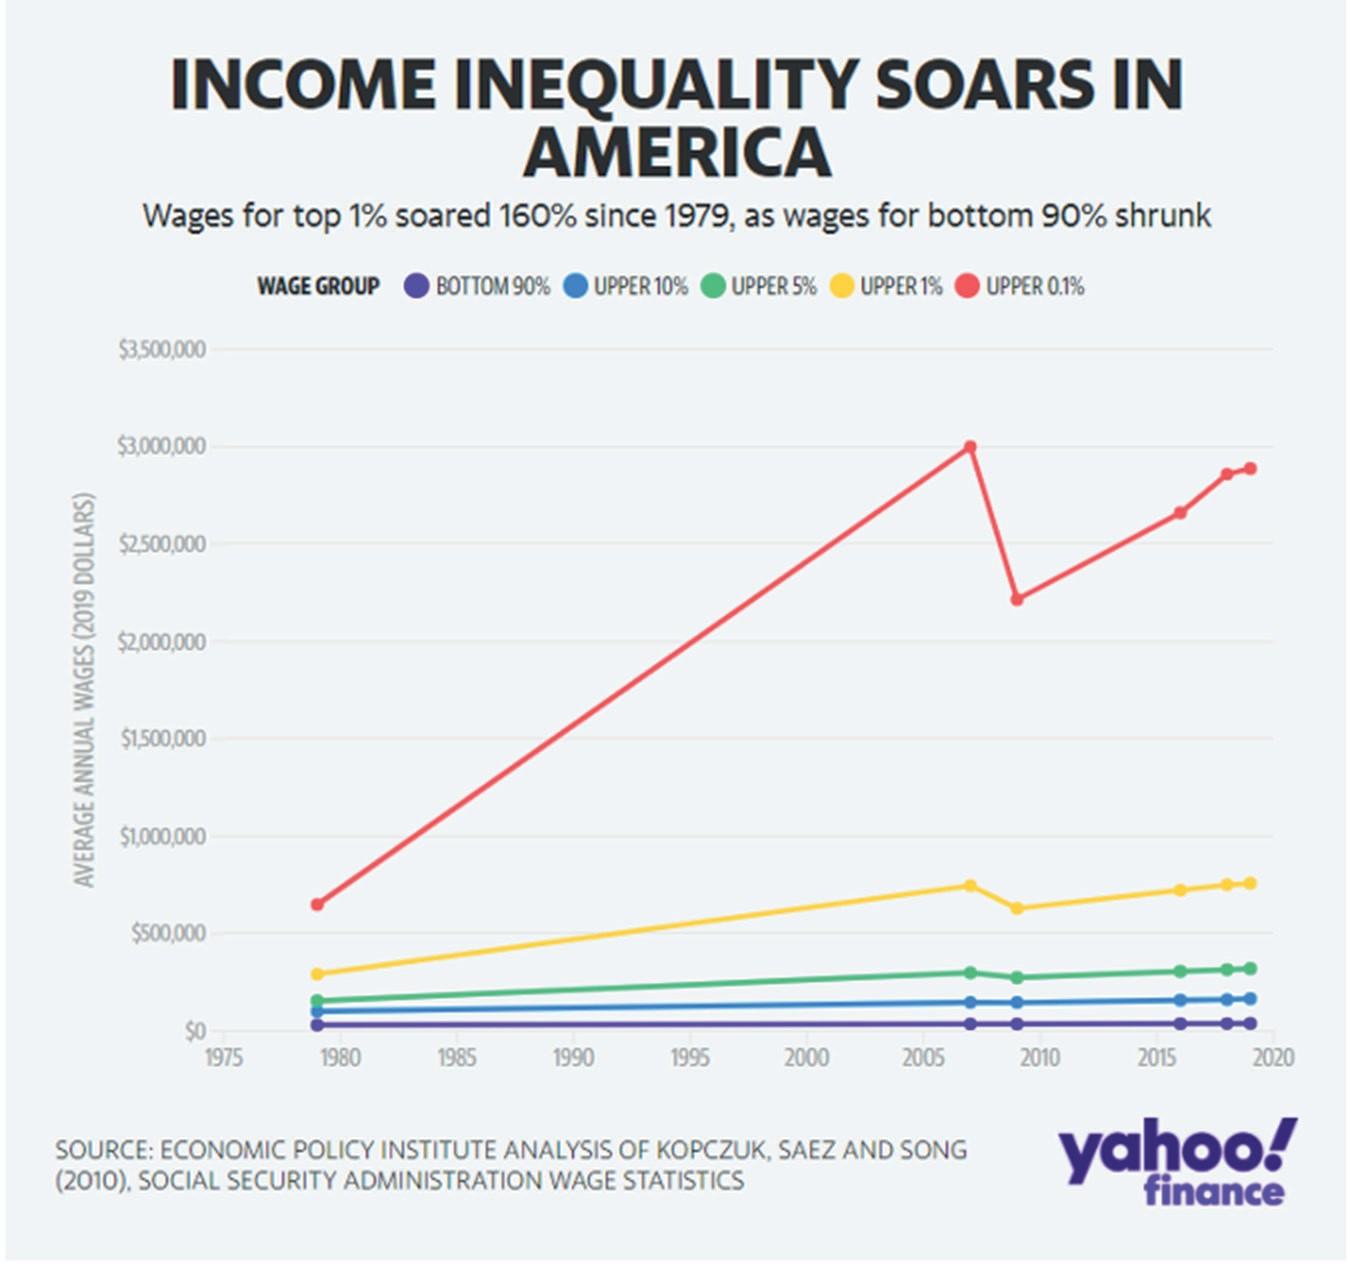 INCOME INEQUALITY SOARS IN
AMERICA
Wages for top 1% soared 160% since 1979, as wages for bottom 90% shrunk
WAGE GROUP BOTTOM 90% UPPER 10% UPPER 5% UPPER 1% UPPER 0.1%
AVERAGE ANNUAL WAGES (2019 DOLLARS)
$3,500,000
$3,000,000
$2,500,000
$2,000,000
$1,500,000
$1,000,000
$500,000
$0
1975 1980 1985 1990 1995 2000 2005 2010 2015 2020
SOURCE: ECONOMIC POLICY INSTITUTE ANALYSIS OF KOPCZUK, SAEZ AND SONG
(2010), SOCIAL SECURITY ADMINISTRATION WAGE STATISTICS
yahoo!
finance